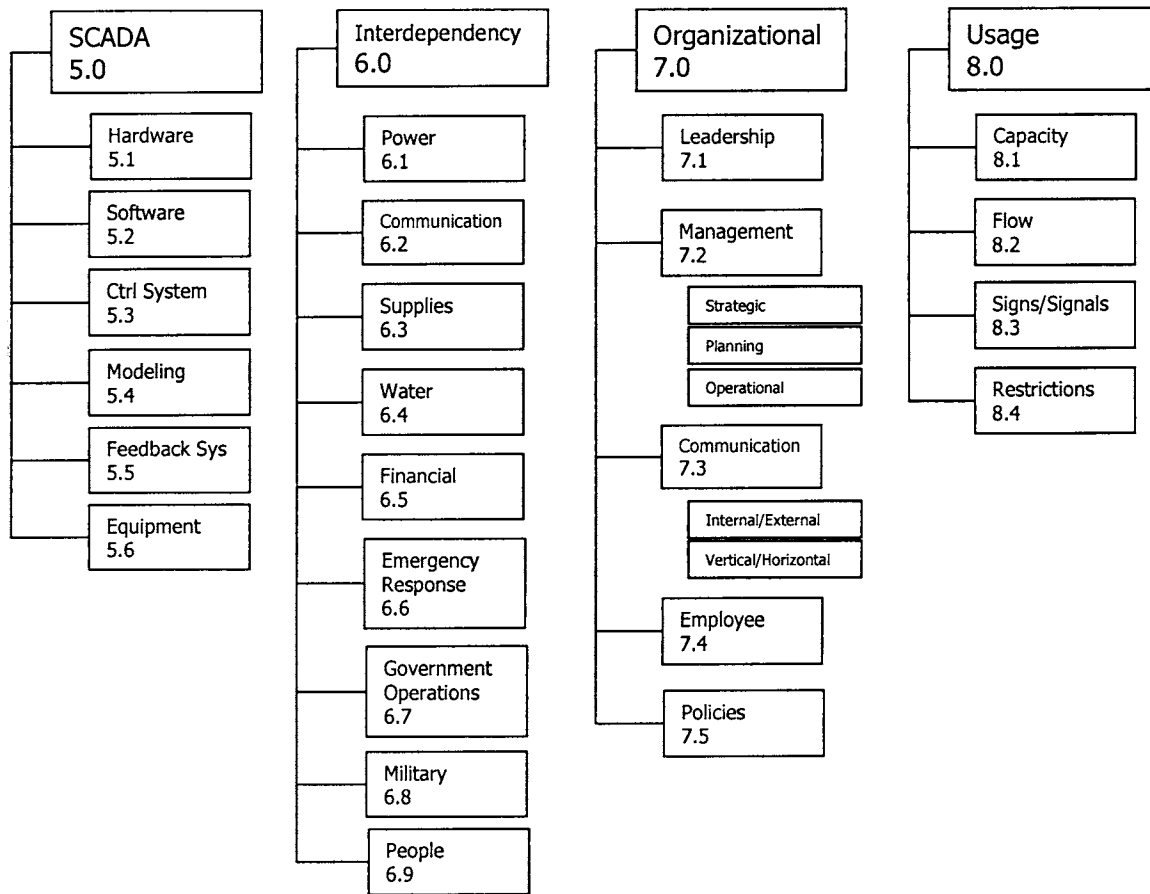 SCADA
5.0
Hardware
5.1
Software
5.2
Ctrl System
5.3
Modeling
5.4
Feedback Sys
5.5
Equipment
5.6
Interdependency
6.0
Power
6.1
Communication
6.2
Supplies
6.3
Water
6.4
Financial
6.5
Emergency
Response
6.6
Government
Operations
6.7
Military
6.8
People
6.9
Organizational
7.0
Leadership
7.1
Management
7.2
Strategic
Planning
Operational
Communication
7.3
Internal/External
Vertical/Horizontal
Employee
7.4
Policies
7.5
Usage
8.0
Capacity
8.1
Flow
8.2
Signs/Signals
8.3
Restrictions
8.4